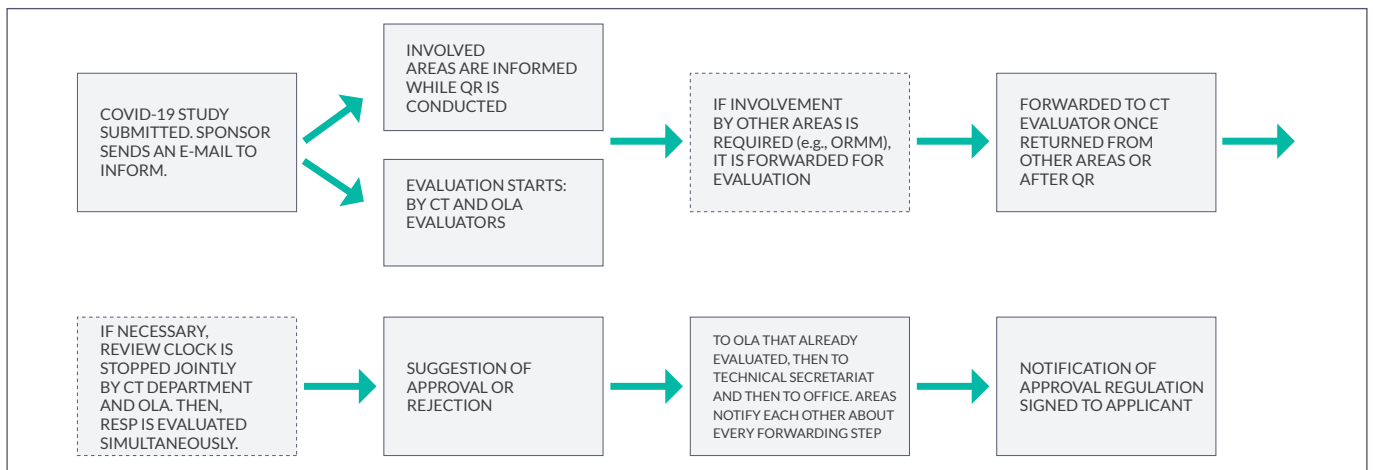 COVID-19 STUDY
SUBMITTED. SPONSOR
SENDS AN E-MAIL TO
INFORM.
INVOLVED
AREAS ARE INFORMED
WHILE QR IS
CONDUCTED
EVALUATION STARTS:
BY CT AND OLA
EVALUATORS
IF INVOLVEMENT
BY OTHER AREAS IS
REQUIRED (e.g., ORMM),
IT IS FORWARDED FOR
EVALUATION
FORWARDED TO CT
EVALUATOR ONCE
RETURNED FROM
OTHER AREAS OR
AFTER QR
IF NECESSARY,
REVIEW CLOCK IS
STOPPED JOINTLY
BY CT DEPARTMENT
AND OLA. THEN,
RESP IS EVALUATED
SIMULTANEOUSLY.
SUGGESTION OF
APPROVAL OR
REJECTION
TO OLA THAT ALREADY
EVALUATED, THEN TO
TECHNICAL SECRETARIAT
AND THEN TO OFFICE. AREAS
NOTIFY EACH OTHER ABOUT
EVERY FORWARDING STEP
NOTIFICATION OF
APPROVAL REGULATION
SIGNED TO APPLICANT